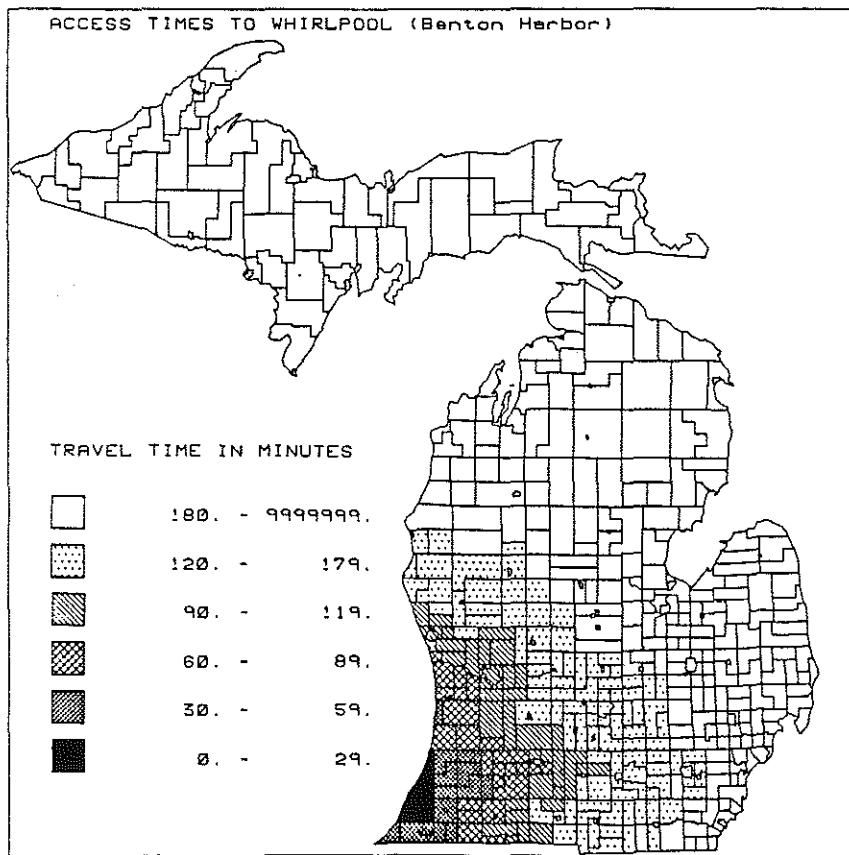 ACCESS TIMES TO WHIRLPOOL (Benton Harbor)
TRAVEL TIME IN MINUTES
180. - 9999999.
120. - 179.
90. - 119.
60. - 89.
30. - 59.
0. - 29.